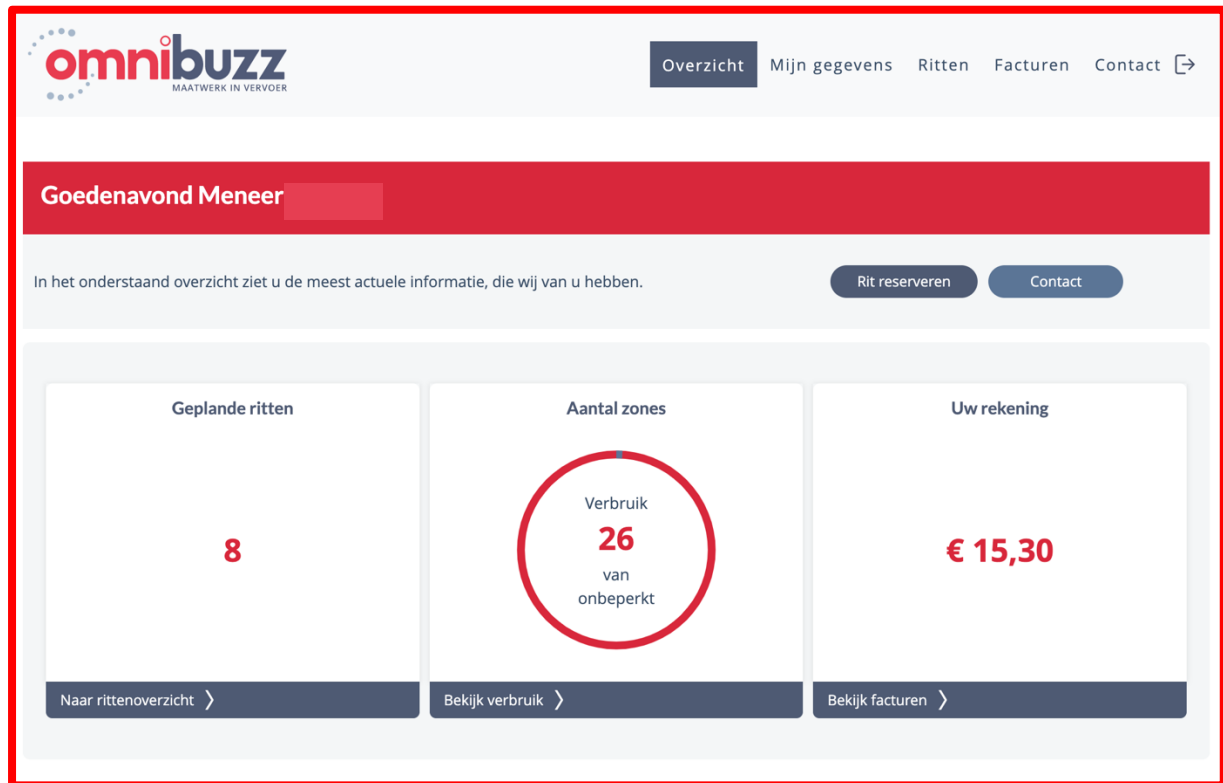 omnibuzz
MAATWERK IN VERVOER
Overzicht Mijn gegevens Ritten Facturen Contact
Goedenavond Meneer
In het onderstaand overzicht ziet u de meest actuele informatie, die wij van u hebben.
Rit reserveren Contact
Geplande ritten
8
Naar rittenoverzicht
Aantal zones
Verbruik
26
van
onbeperkt
Bekijk verbruik
Uw rekening
€ 15,30
Bekijk facturen